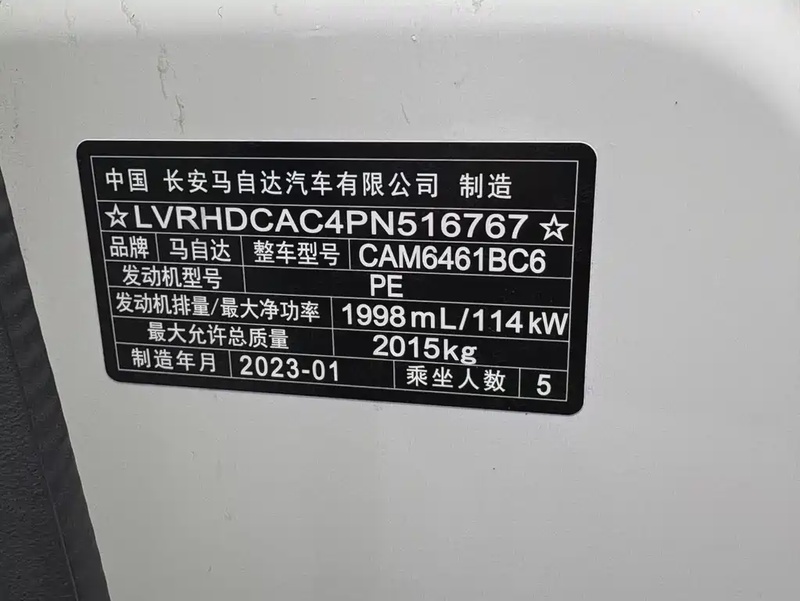 中国 长安马自达汽车有限公司 制造
☆LVRHDCAC4PN516767☆
品牌 马自达 整车型号 CAM6461BC6
发动机型号 PE
发动机排量/最大净功率 1998mL/114kW
最大允许总质量 2015kg
制造年月 2023-01 乘坐人数 5